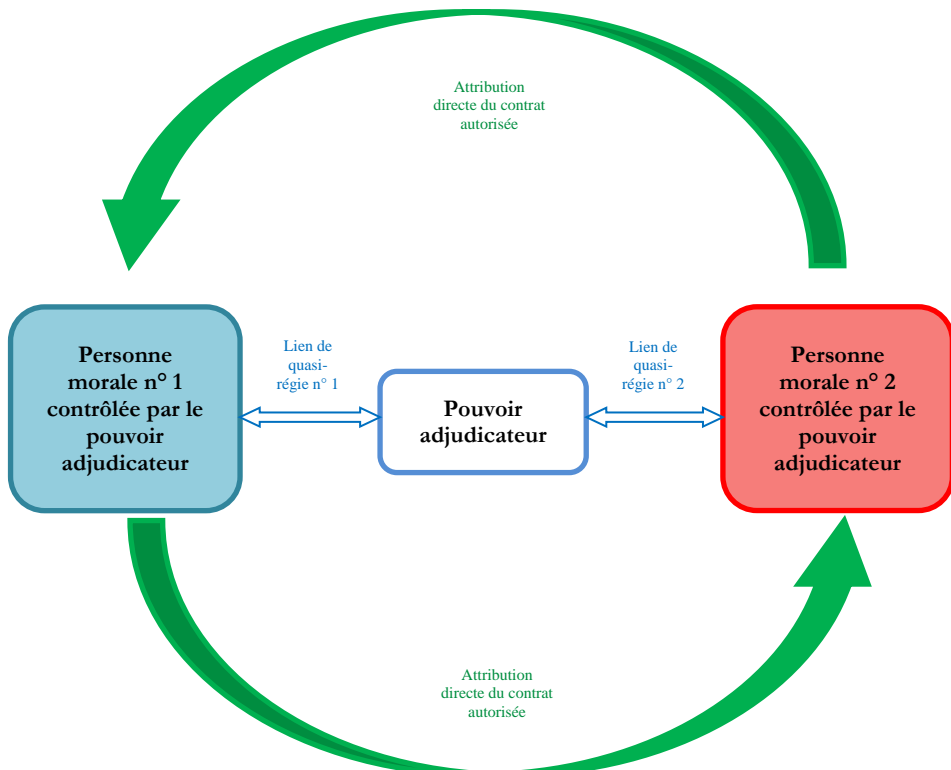 Attribution
directe du contrat
autorisée
Personne
morale n° 1
contrôlée par le
pouvoir
adjudicateur
Lien de
quasi-
régie n° 1
Pouvoir
adjudicateur
Lien de
quasi-
régie n° 2
Personne
morale n° 2
contrôlée par le
pouvoir
adjudicateur
Attribution
directe du contrat
autorisée